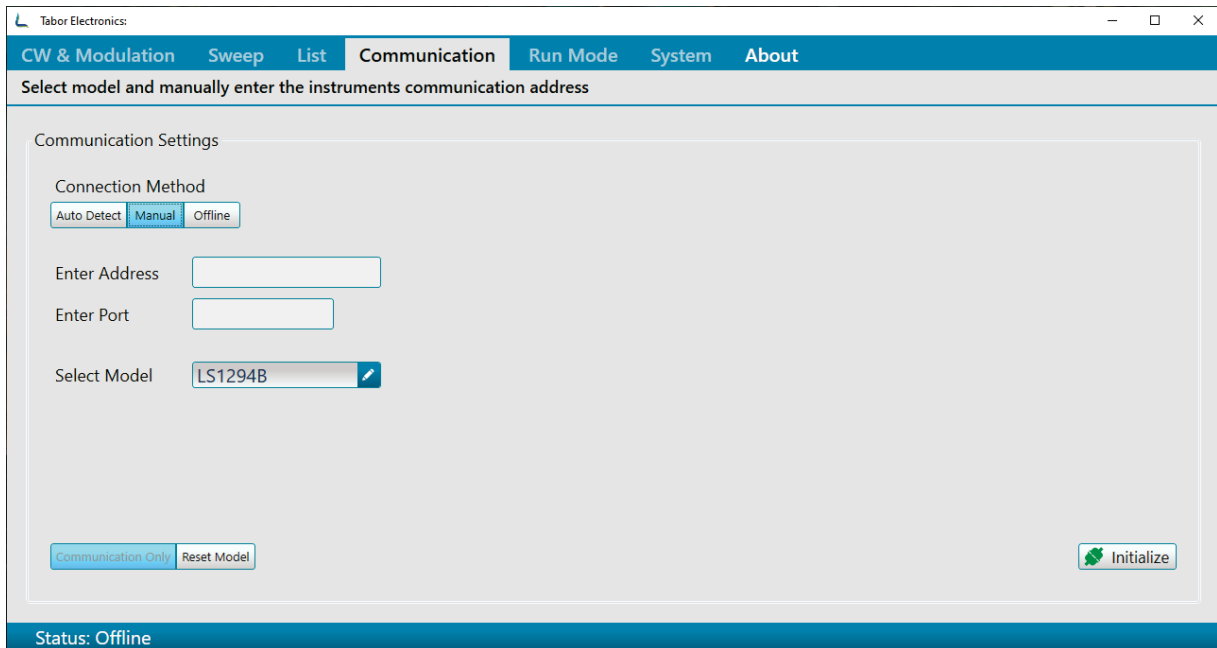 Tabor Electronics:
CW & Modulation Sweep List Communication Run Mode System About
Select model and manually enter the instruments communication address
Communication Settings
Connection Method
Auto Detect Manual Offline
Enter Address
Enter Port
Select Model LS1294B
Communication Only Reset Model Initialize
Status: Offline